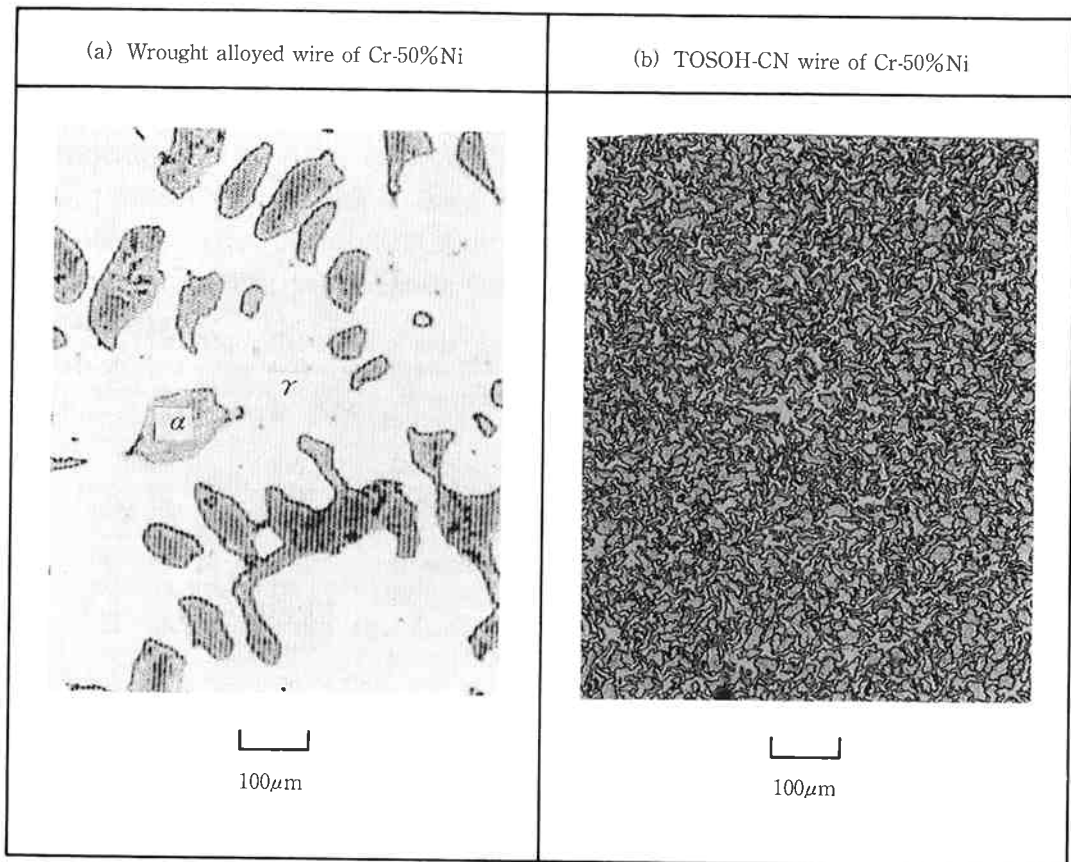 (a) Wrought alloyed wire of Cr-50%Ni
(b) TOSOH-CN wire of Cr-50%Ni
γ
α
100μm
100μm